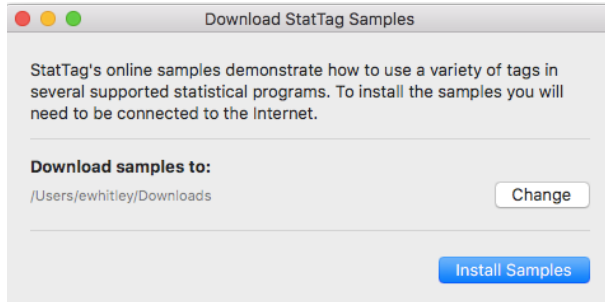 Download StatTag Samples
StatTag's online samples demonstrate how to use a variety of tags in
several supported statistical programs. To install the samples you will
need to be connected to the Internet.
Download samples to:
/Users/ewhitley/Downloads
Change
Install Samples